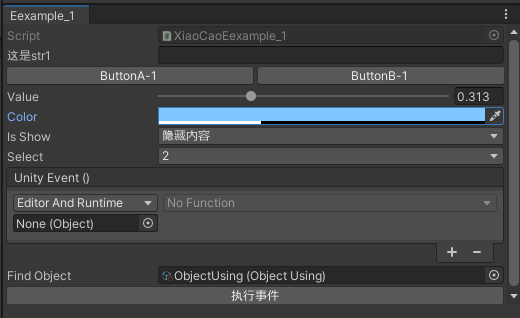 Eexample_1
Script XiaoCaoEexample_1
这是str1
ButtonA-1 ButtonB-1
Value 0.313
Color
Is Show 隐藏内容
Select 2
Unity Event ()
Editor And Runtime No Function
None (Object)
Find Object ObjectUsing (Object Using)
执行事件